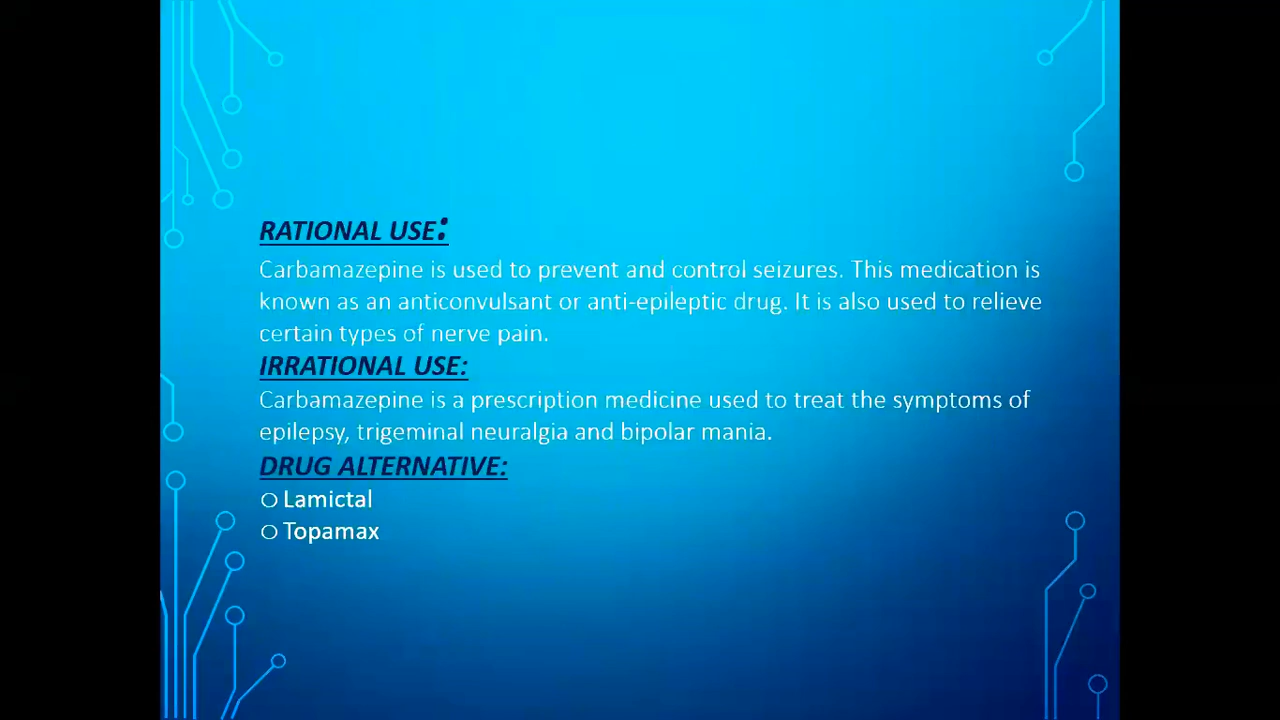 RATIONAL USE:
Carbamazepine is used to prevent and control seizures. This medication is
known as an anticonvulsant or anti-epileptic drug. It is also used to relieve
certain types of nerve pain.
IRRATIONAL USE:
Carbamazepine is a prescription medicine used to treat the symptoms of
epilepsy, trigeminal neuralgia and bipolar mania.
DRUG ALTERNATIVE:
Lamictal
Topamax